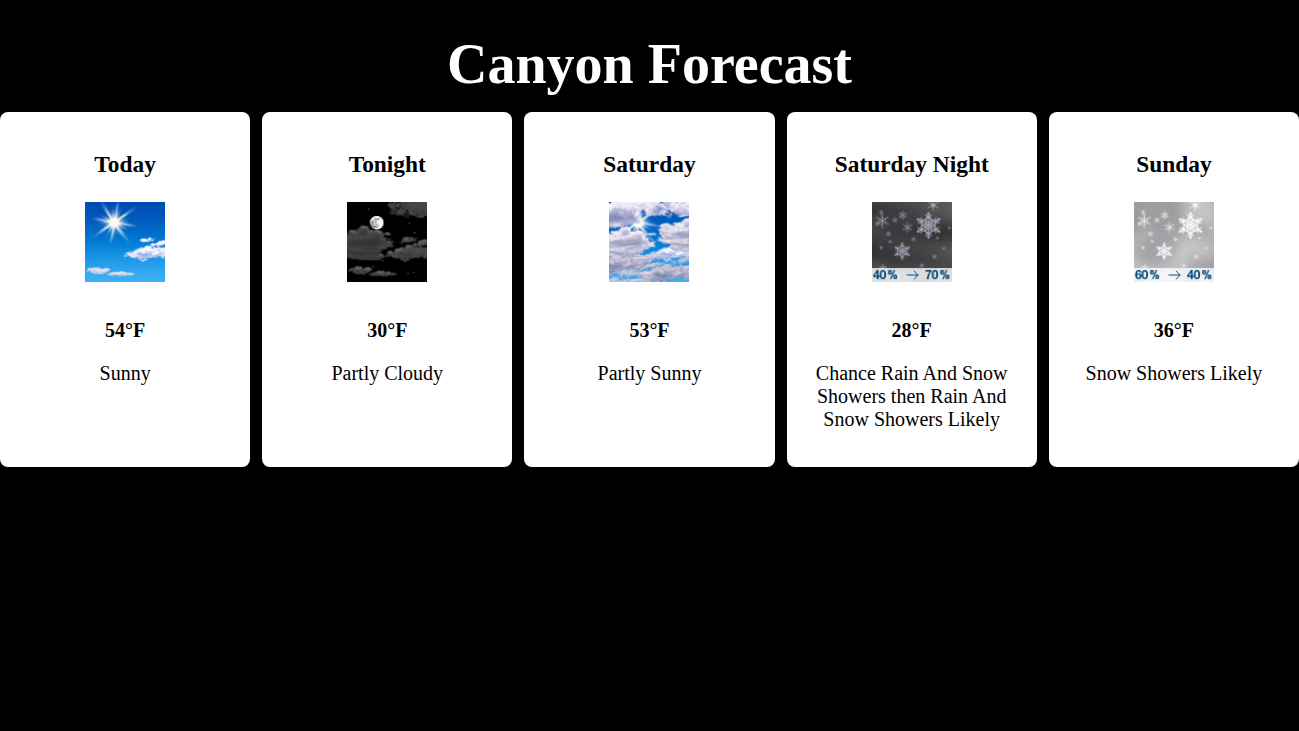 Canyon Forecast
Today
54°F
Sunny
Tonight
30°F
Partly Cloudy
Saturday
53°F
Partly Sunny
Saturday Night
40% → 70%
28°F
Chance Rain And Snow
Showers then Rain And
Snow Showers Likely
Sunday
60% → 40%
36°F
Snow Showers Likely